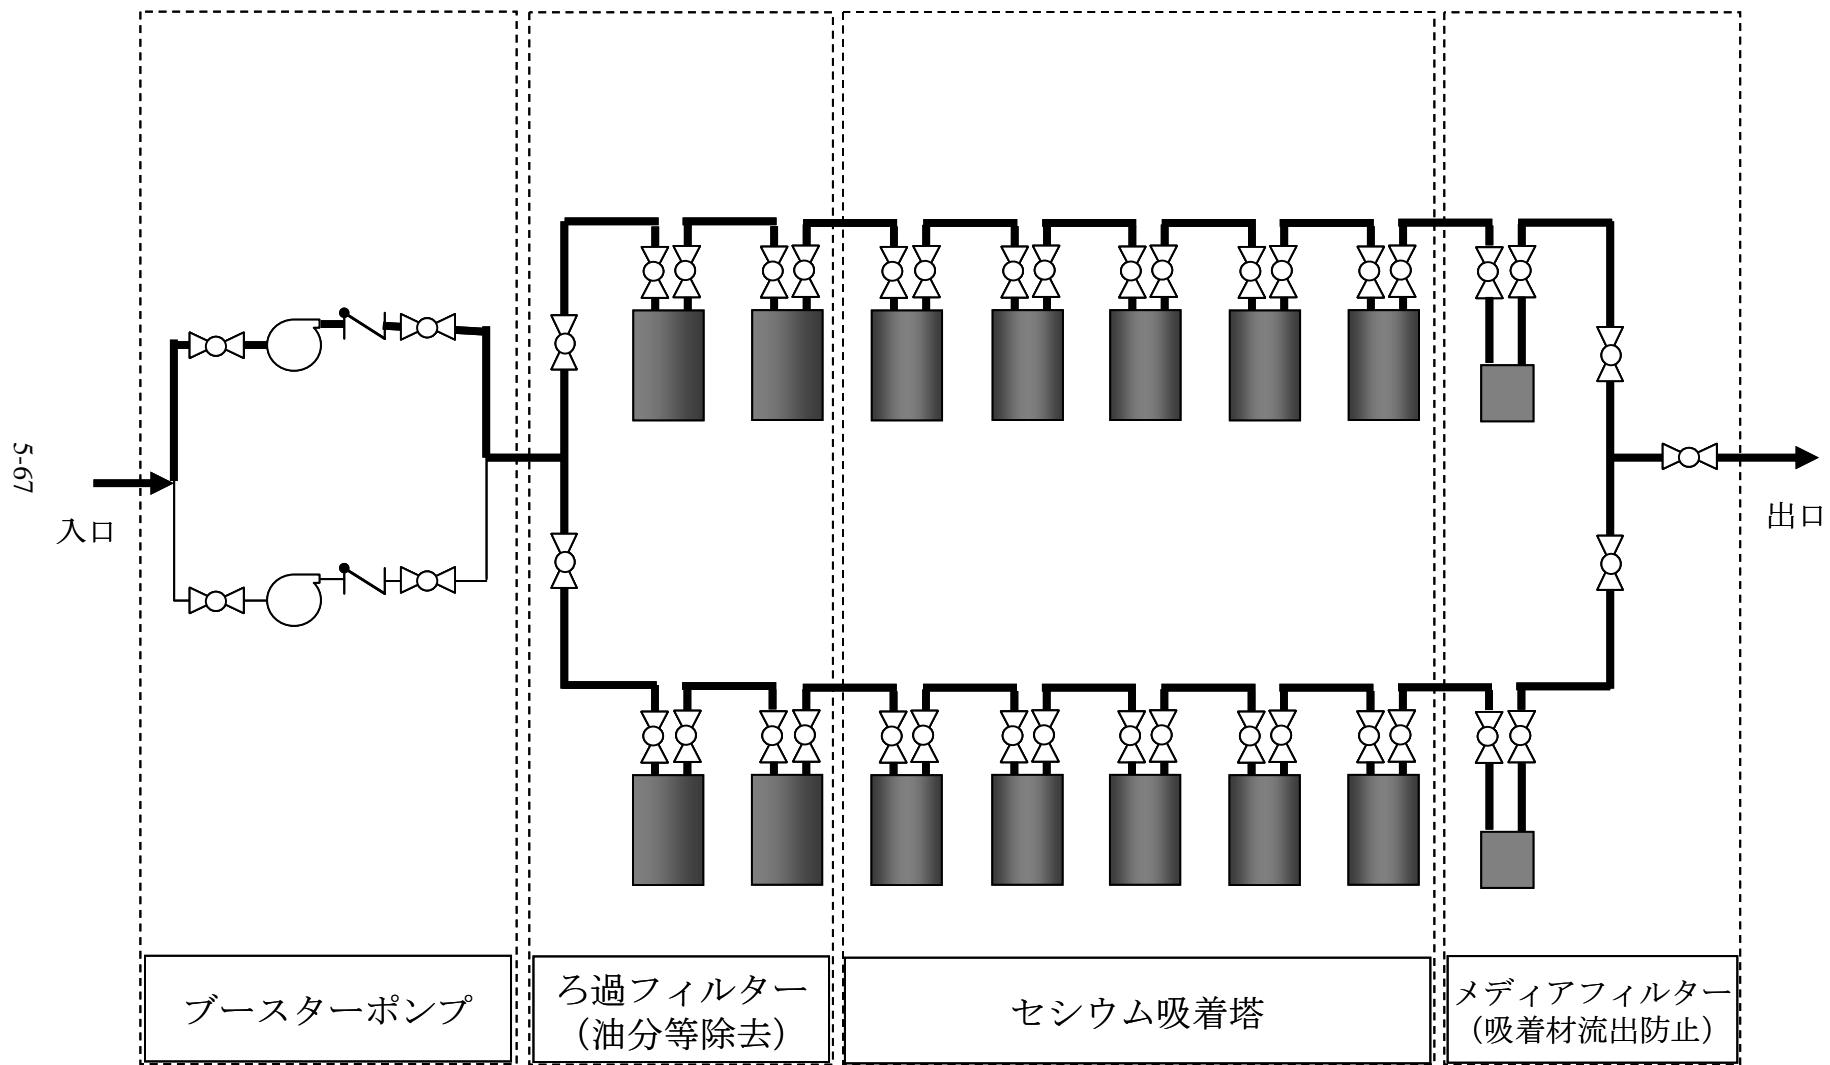 5-67
入口
出口
ブースターポンプ
ろ過フィルター
（油分等除去）
セシウム吸着塔
メディアフィルター
（吸着材流出防止）